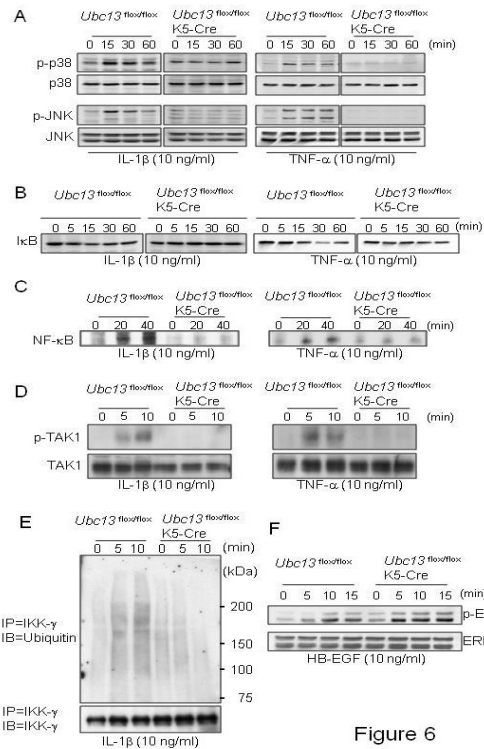 A
Ubc13 flox/flox Ubc13 flox/flox K5-Cre Ubc13 flox/flox Ubc13 flox/flox K5-Cre
0 15 30 60 0 15 30 60 0 15 30 60 0 15 30 60 (min)
p-p38
p38
p-JNK
JNK
IL-1β (10 ng/ml) TNF-α (10 ng/ml)
B
Ubc13 flox/flox Ubc13 flox/flox K5-Cre Ubc13 flox/flox Ubc13 flox/flox K5-Cre
0 5 15 30 60 0 5 15 30 60 0 5 15 30 60 0 5 15 30 60 (min)
IκB
IL-1β (10 ng/ml) TNF-α (10 ng/ml)
C
Ubc13 flox/flox Ubc13 flox/flox K5-Cre Ubc13 flox/flox Ubc13 flox/flox K5-Cre
0 20 40 0 20 40 0 20 40 0 20 40 (min)
NF-κB
IL-1β (10 ng/ml) TNF-α (10 ng/ml)
D
Ubc13 flox/flox Ubc13 flox/flox K5-Cre Ubc13 flox/flox Ubc13 flox/flox K5-Cre
0 5 10 0 5 10 0 5 10 0 5 10 (min)
p-TAK1
TAK1
IL-1β (10 ng/ml) TNF-α (10 ng/ml)
E
Ubc13 flox/flox Ubc13 flox/flox K5-Cre
0 5 10 0 5 10 (min)
(kDa)
200
IP=IKK-γ
IB=Ubiquitin
150
100
75
IP=IKK-γ
IB=IKK-γ
IL-1β (10 ng/ml)
F
Ubc13 flox/flox Ubc13 flox/flox K5-Cre
0 5 10 15 0 5 10 15 (min)
p-E
ER
HB-EGF (10 ng/ml)
Figure 6